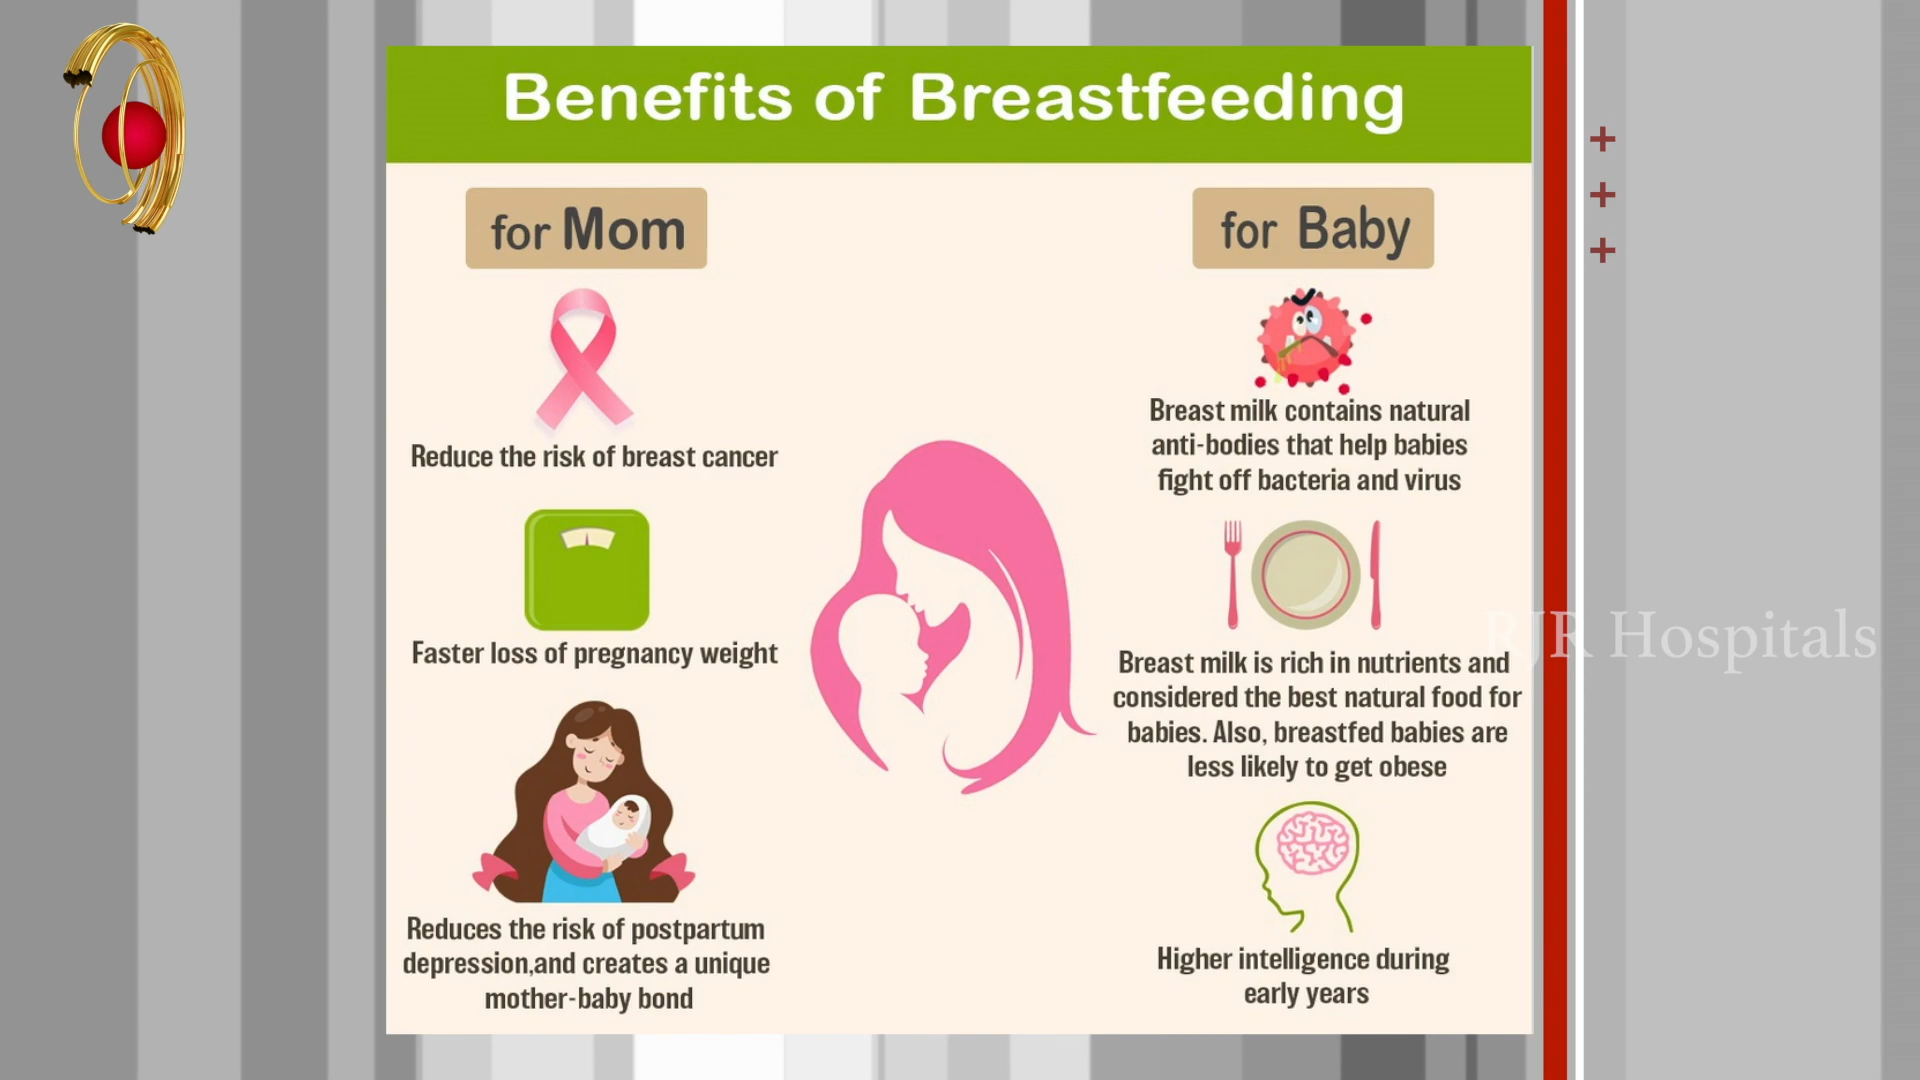 Benefits of Breastfeeding
for Mom
Reduce the risk of breast cancer
Faster loss of pregnancy weight
Reduces the risk of postpartum
depression,and creates a unique
mother-baby bond
for Baby
Breast milk contains natural
anti-bodies that help babies
fight off bacteria and virus
Breast milk is rich in nutrients and
considered the best natural food for
babies. Also, breastfed babies are
less likely to get obese
Higher intelligence during
early years
RJR Hospitals
+
+
+